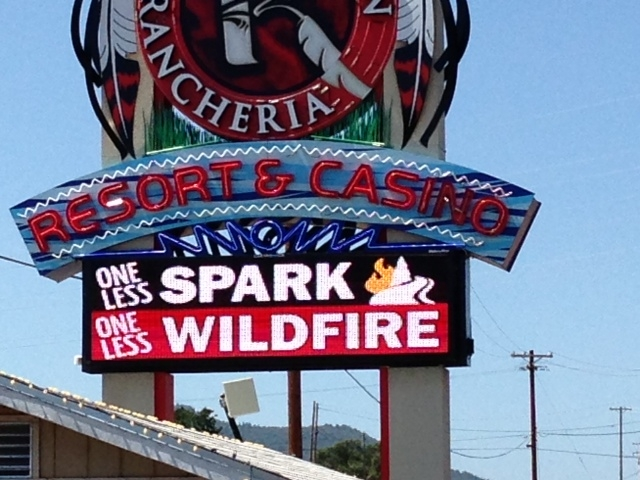 RANCHERIA
RESORT & CASINO
ONE LESS SPARK
ONE LESS WILDFIRE